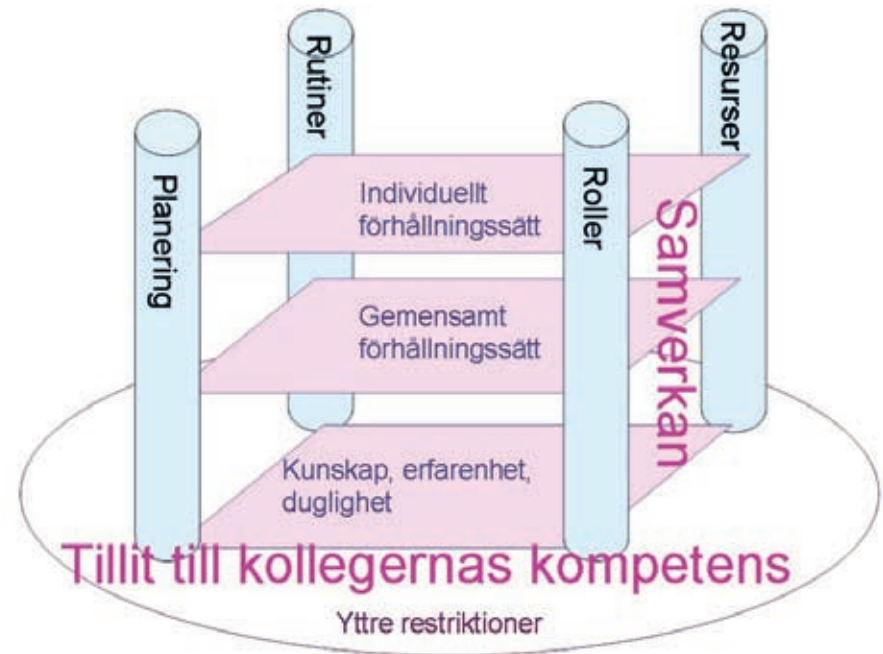 Rutiner
Resurser
Planering
Roller
Individuellt
förhållningssätt
Samverkan
Gemensamt
förhållningssätt
Kunskap, erfarenhet,
duglighet
Tillit till kollegernas kompetens
Yttre restriktioner